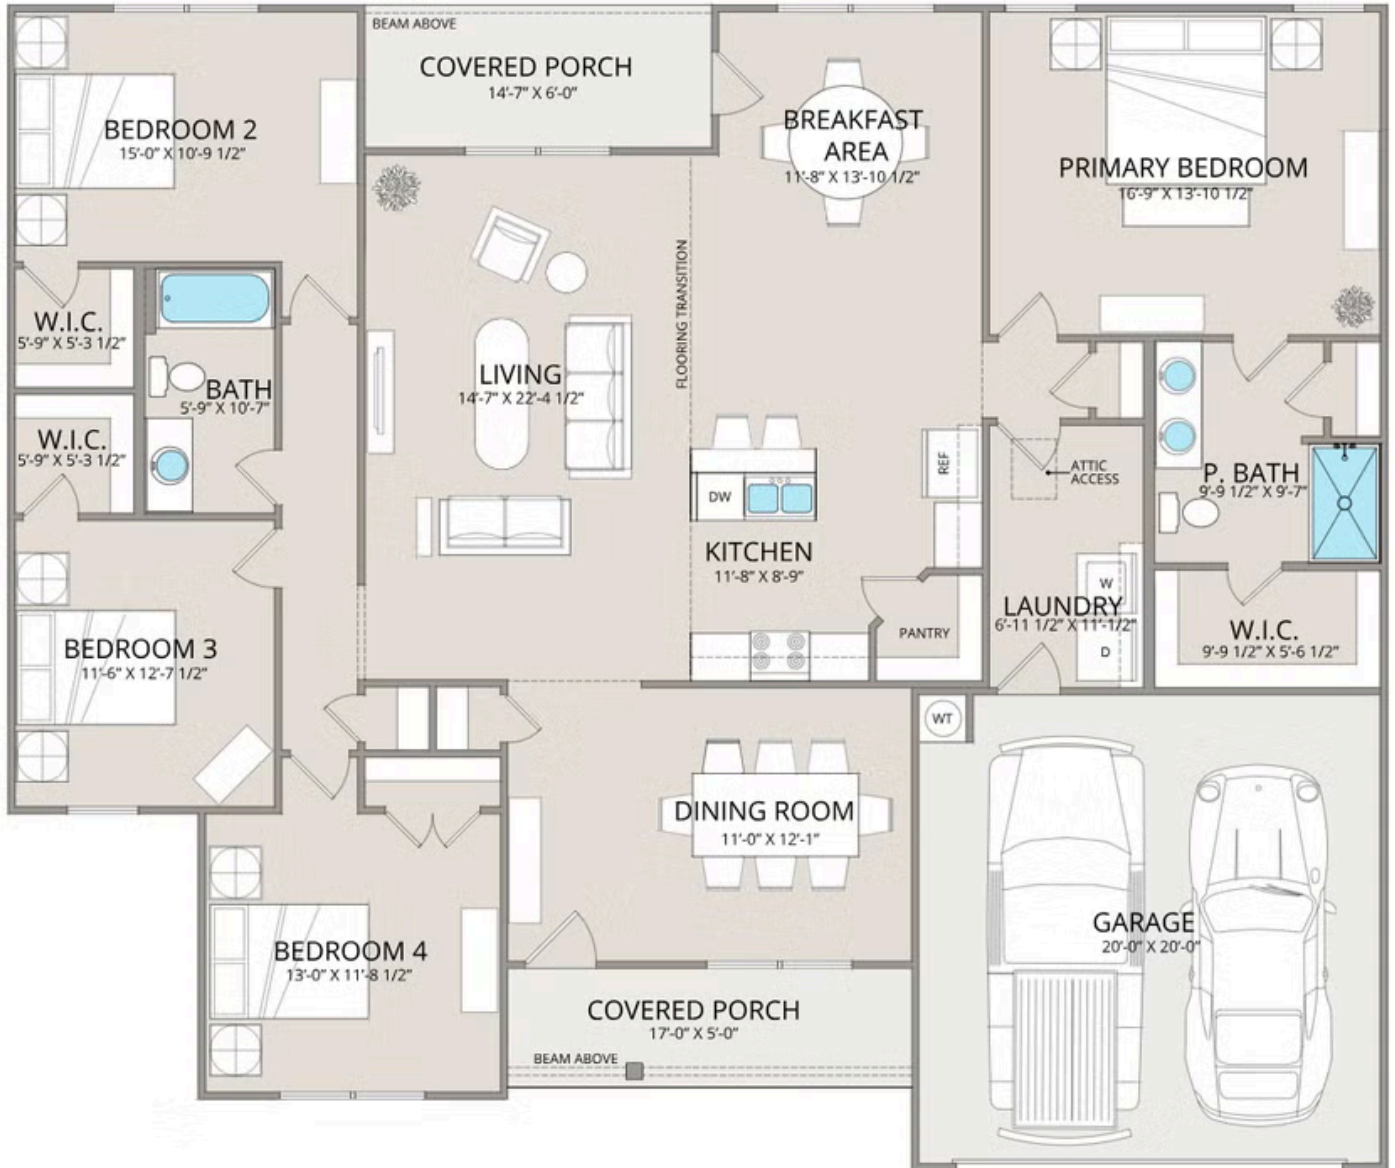 BEAM ABOVE
COVERED PORCH
14'-7" X 6'-0"
BEDROOM 2
15'-0" X 10'-9 1/2"
BREAKFAST
AREA
11'-8" X 13'-10 1/2"
PRIMARY BEDROOM
16'-9" X 13'-10 1/2"
W.I.C.
5'-9" X 5'-3 1/2"
BATH
5'-9" X 10'-7"
W.I.C.
5'-9" X 5'-3 1/2"
LIVING
14'-7" X 22'-4 1/2"
FLOORING TRANSITION
DW
REF
KITCHEN
11'-8" X 8'-9"
PANTRY
ATTIC
ACCESS
P. BATH
9'-9 1/2" X 9'-7"
W
LAUNDRY
6'-11 1/2" X 11'-1/2"
D
W.I.C.
9'-9 1/2" X 5'-6 1/2"
BEDROOM 3
11'-6" X 12'-7 1/2"
WT
DINING ROOM
11'-0" X 12'-1"
GARAGE
20'-0" X 20'-0"
BEDROOM 4
13'-0" X 11'-8 1/2"
COVERED PORCH
17'-0" X 5'-0"
BEAM ABOVE